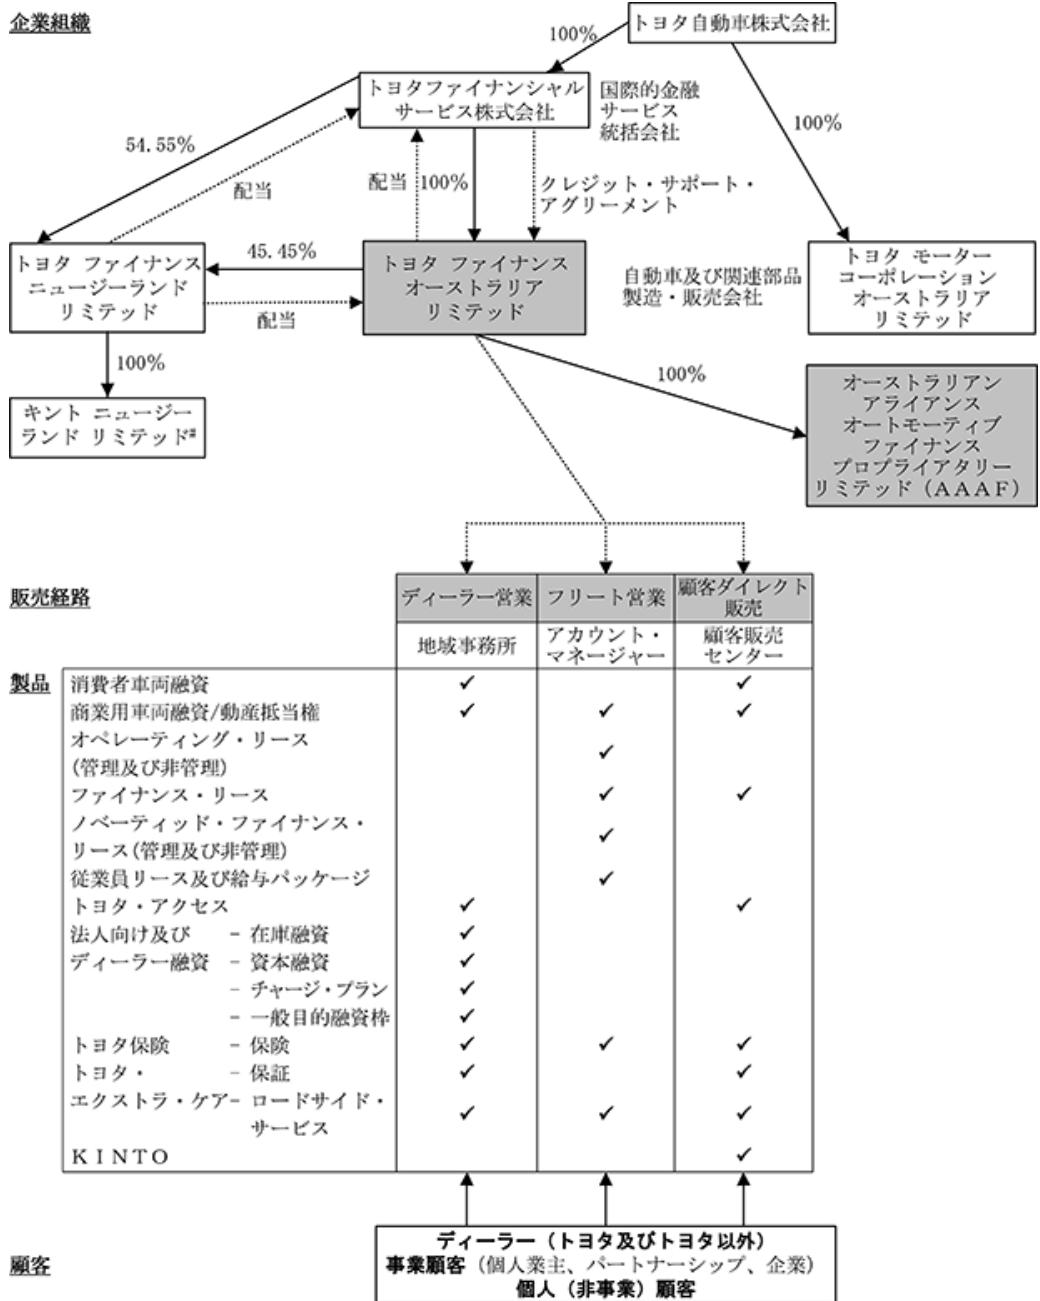 企業組織
トヨタ自動車株式会社
100%
トヨタファイナンシャル
サービス株式会社
国際的金融
サービス
統括会社
100%
54.55%
配当
配当
100%
クレジット・サポート・
アグリーメント
トヨタ ファイナンス
ニュージーランド
リミテッド
45.45%
配当
トヨタ ファイナンス
オーストラリア
リミテッド
自動車及び関連部品
製造・販売会社
トヨタ モーター
コーポレーション
オーストラリア
リミテッド
100%
100%
キント ニュージー
ランド リミテッド#
オーストラリアン
アライアンス
オートモーティブ
ファイナンス
プロプライアタリー
リミテッド（ＡＡＡＦ）
販売経路
ディーラー営業 フリート営業 顧客ダイレクト
販売
地域事務所 アカウント・
マネージャー
顧客販売
センター
製品
消費者車両融資 ✓ ✓
商業用車両融資/動産抵当権 ✓ ✓ ✓
オペレーティング・リース
(管理及び非管理) ✓
ファイナンス・リース ✓ ✓
ノベーティッド・ファイナンス・
リース(管理及び非管理) ✓
従業員リース及び給与パッケージ ✓
トヨタ・アクセス ✓ ✓
法人向け及び － 在庫融資 ✓
ディーラー融資 － 資本融資 ✓
－ チャージ・プラン ✓
－ 一般目的融資枠 ✓
トヨタ保険 － 保険 ✓ ✓ ✓
トヨタ・ － 保証 ✓ ✓
エクストラ・ケア－ ロードサイド・
サービス ✓ ✓ ✓
ＫＩＮＴＯ ✓
顧客
ディーラー（トヨタ及びトヨタ以外）
事業顧客（個人業主、パートナーシップ、企業）
個人（非事業）顧客